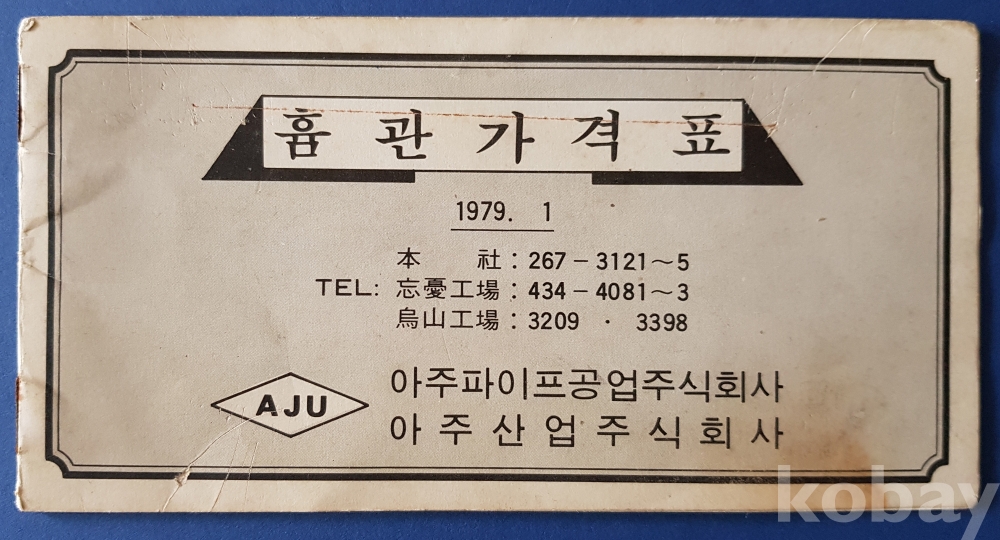 흄관가격표
1979. 1
本 社 : 267-3121~5
TEL: 忘憂工場 : 434-4081~3
烏山工場 : 3209 · 3398
AJU
아주파이프공업주식회사
아주산업주식회사
kobay